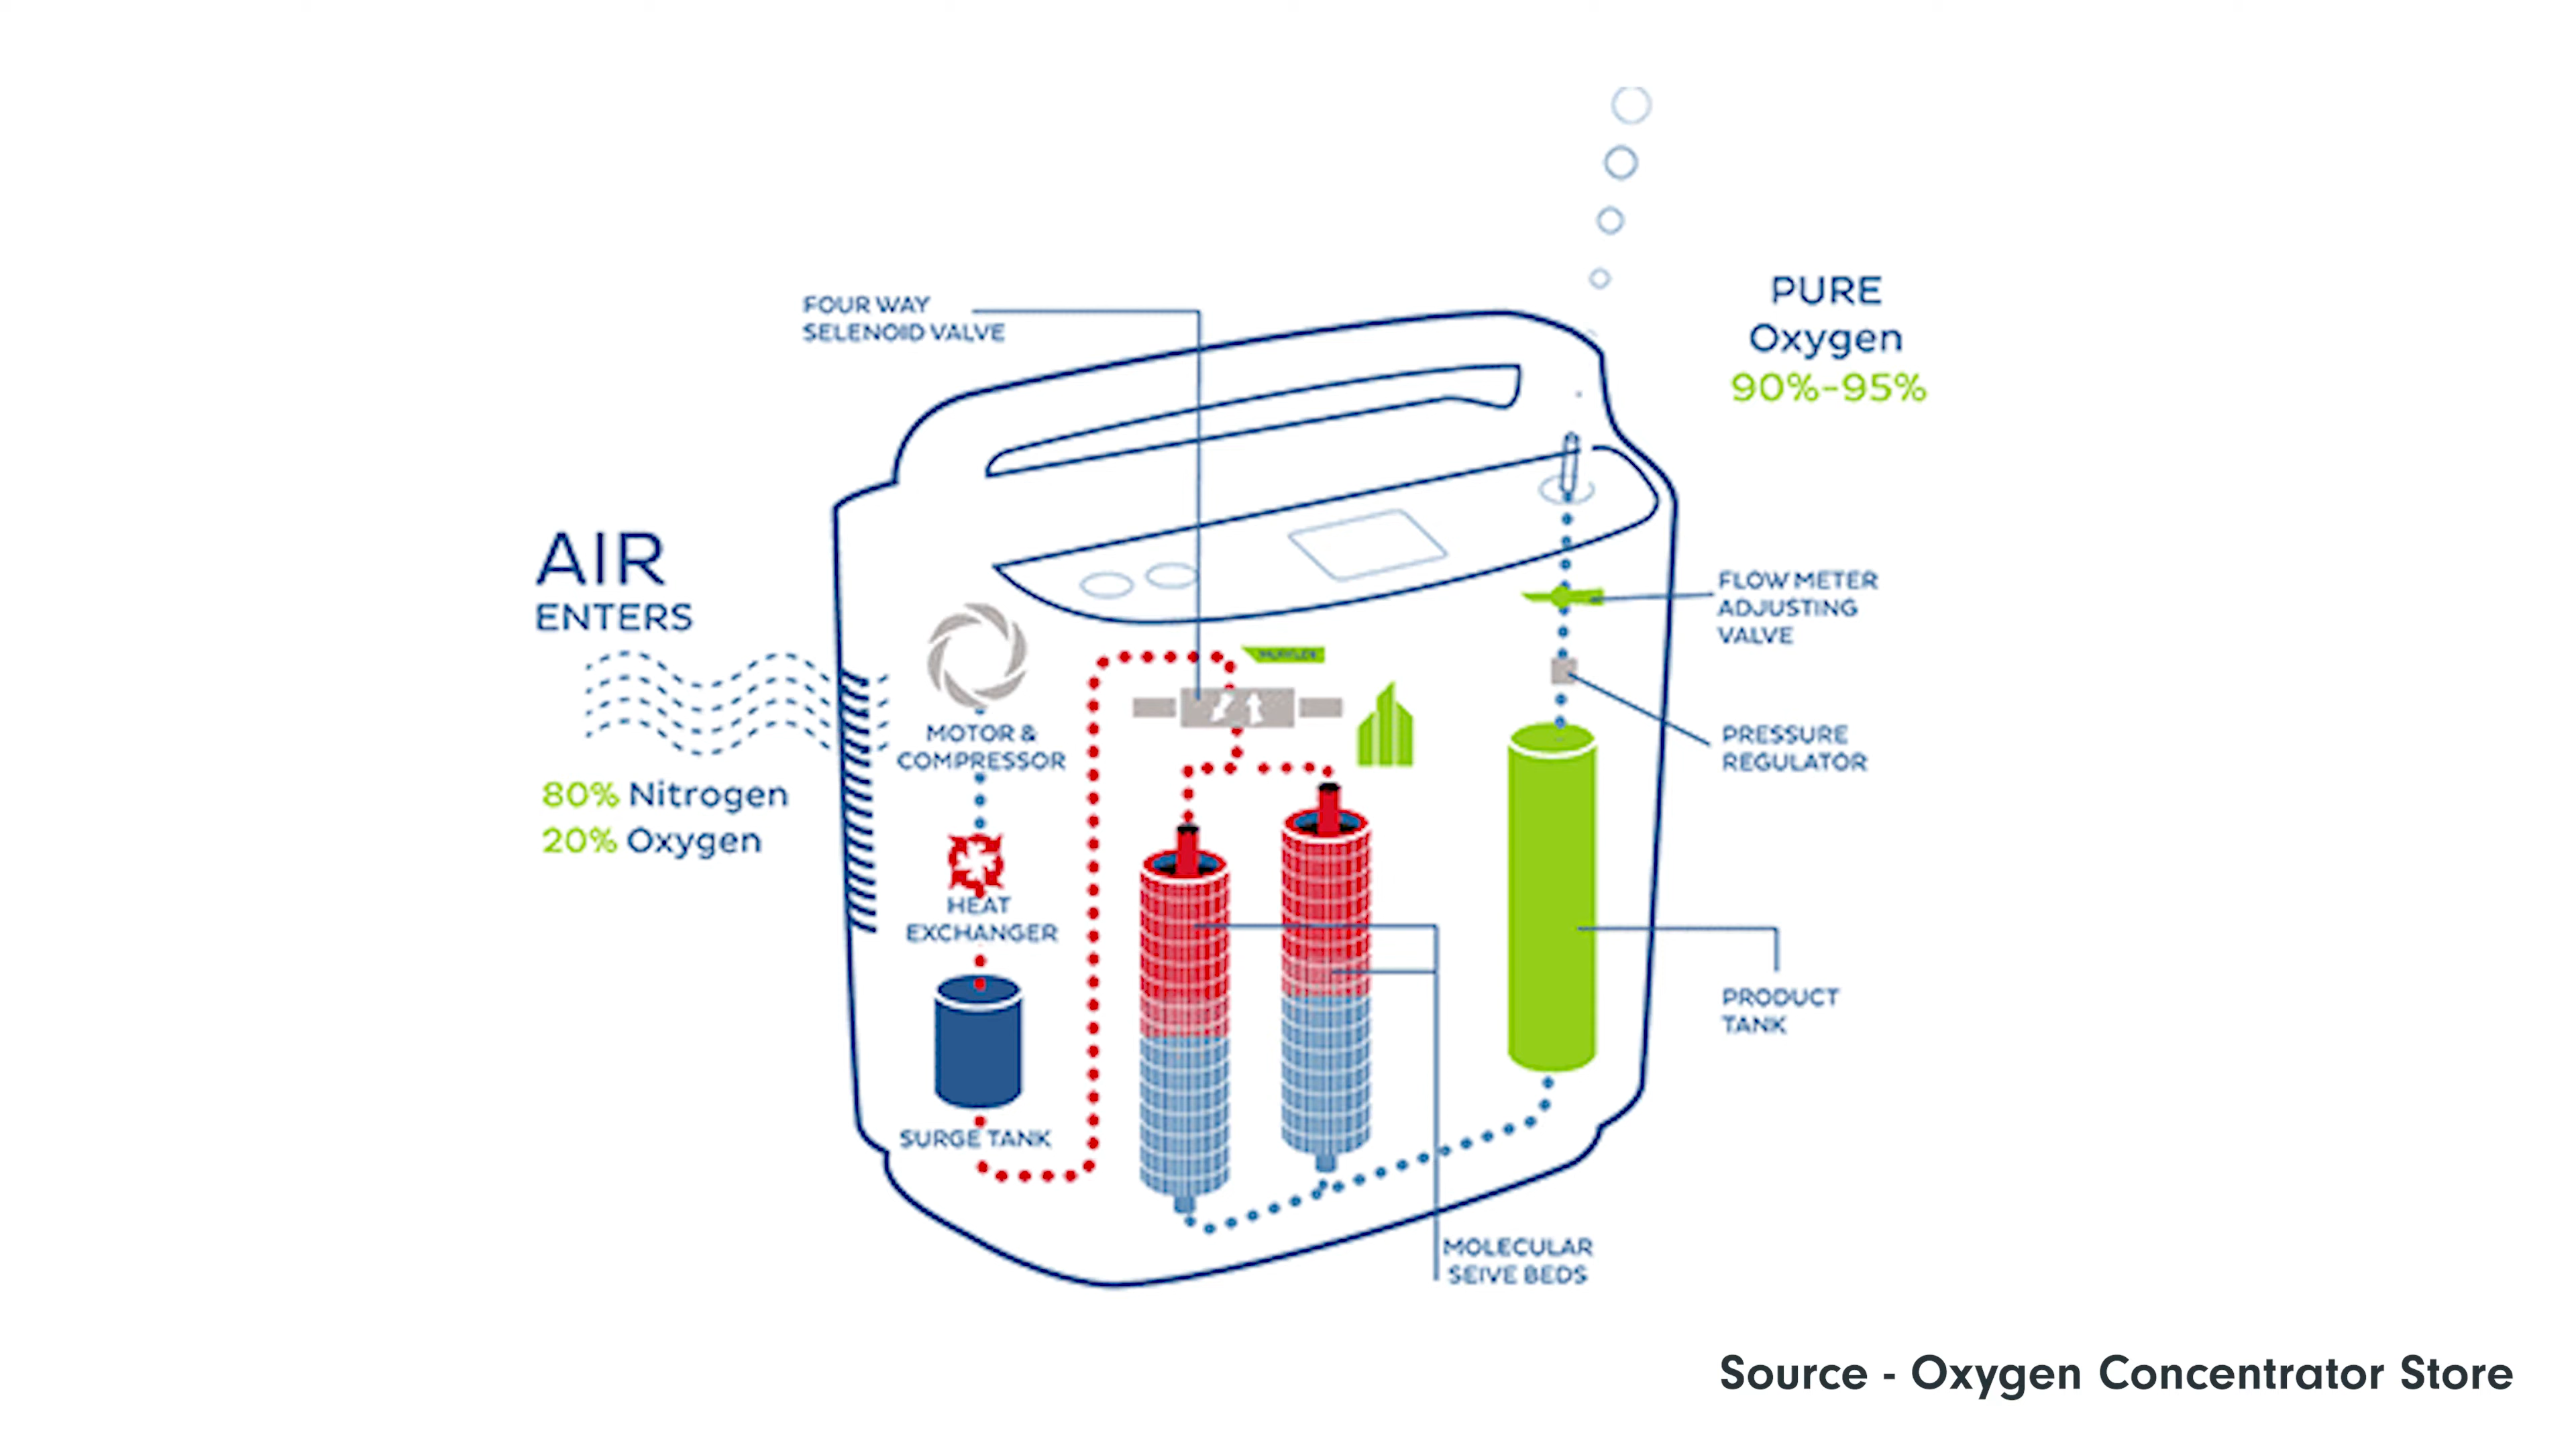 FOUR WAY
SELENOID VALVE
PURE
Oxygen
90%-95%
AIR
ENTERS
80% Nitrogen
20% Oxygen
MOTOR &
COMPRESSOR
HEAT
EXCHANGER
SURGE TANK
FLOW METER
ADJUSTING
VALVE
PRESSURE
REGULATOR
PRODUCT
TANK
MOLECULAR
SEIVE BEDS
Source - Oxygen Concentrator Store